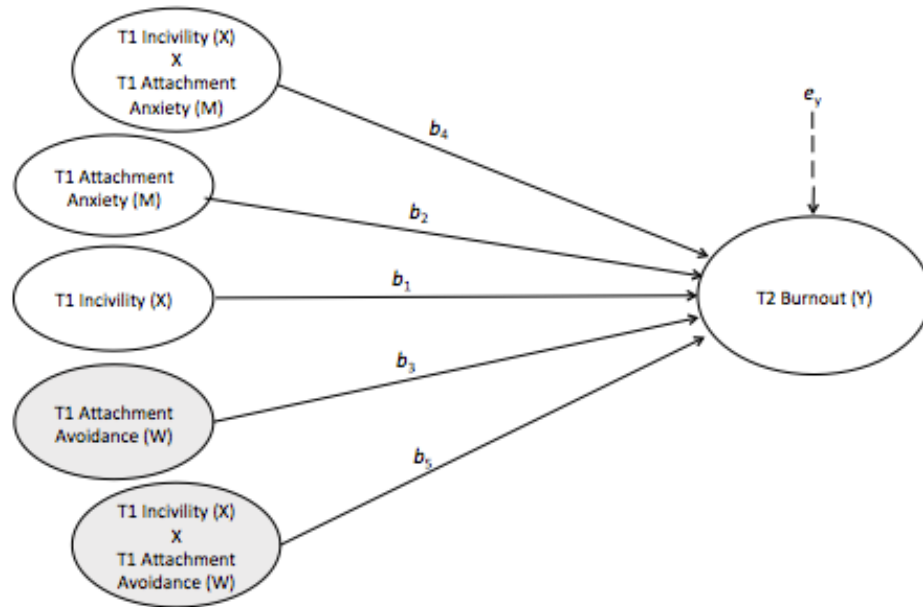 T1 Incivility (X)
X
T1 Attachment
Anxiety (M)
b4
ey
T1 Attachment
Anxiety (M)
b2
T1 Incivility (X)
b1
T2 Burnout (Y)
b3
T1 Attachment
Avoidance (W)
b5
T1 Incivility (X)
X
T1 Attachment
Avoidance (W)